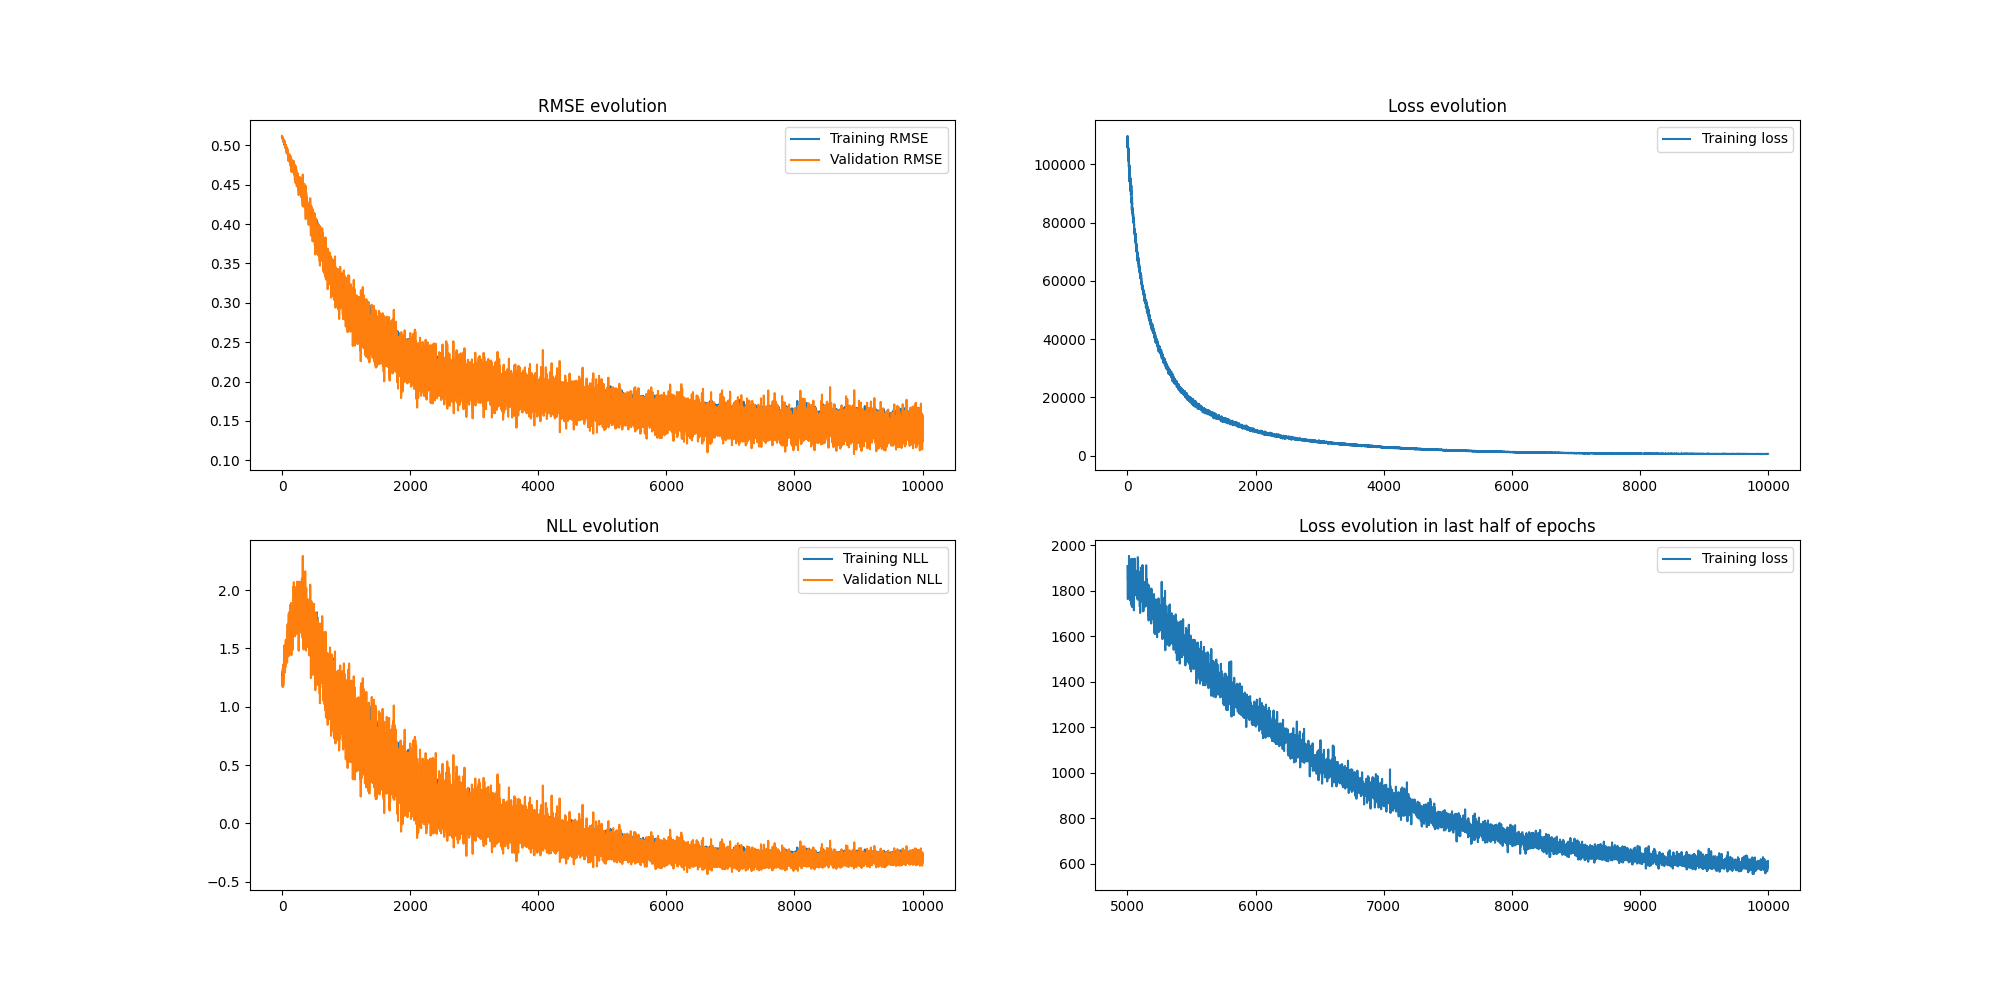 RMSE evolution
Training RMSE
Validation RMSE
0.50
0.45
0.40
0.35
0.30
0.25
0.20
0.15
0.10
0 2000 4000 6000 8000 10000
Loss evolution
Training loss
100000
80000
60000
40000
20000
0
0 2000 4000 6000 8000 10000
NLL evolution
Training NLL
Validation NLL
2.0
1.5
1.0
0.5
0.0
−0.5
0 2000 4000 6000 8000 10000
Loss evolution in last half of epochs
Training loss
2000
1800
1600
1400
1200
1000
800
600
5000 6000 7000 8000 9000 10000